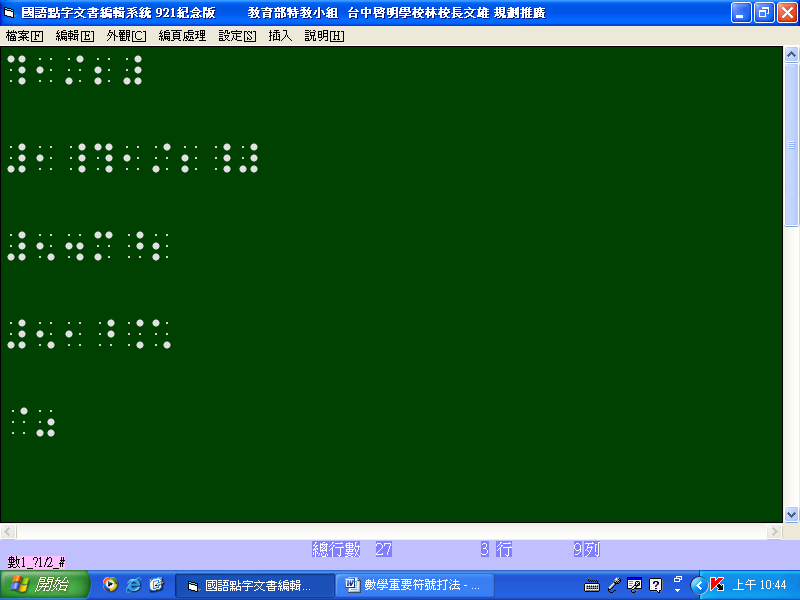 國語點字文書編輯系統 921紀念版 教育部特教小組 台中啓明學校林校長文雄 規劃推廣
檔案[F] 編輯[E] 外觀[C] 編頁處理 設定[S] 插入 說明[H]
⠹⠂⠌⠆⠼
⠼⠂⠸⠹⠂⠌⠆⠸⠼
總行數 27 3 行 9列
數1_?1/2_#
開始 國語點字文書編輯... 數學重要符號打法 - ... 上午 10:44